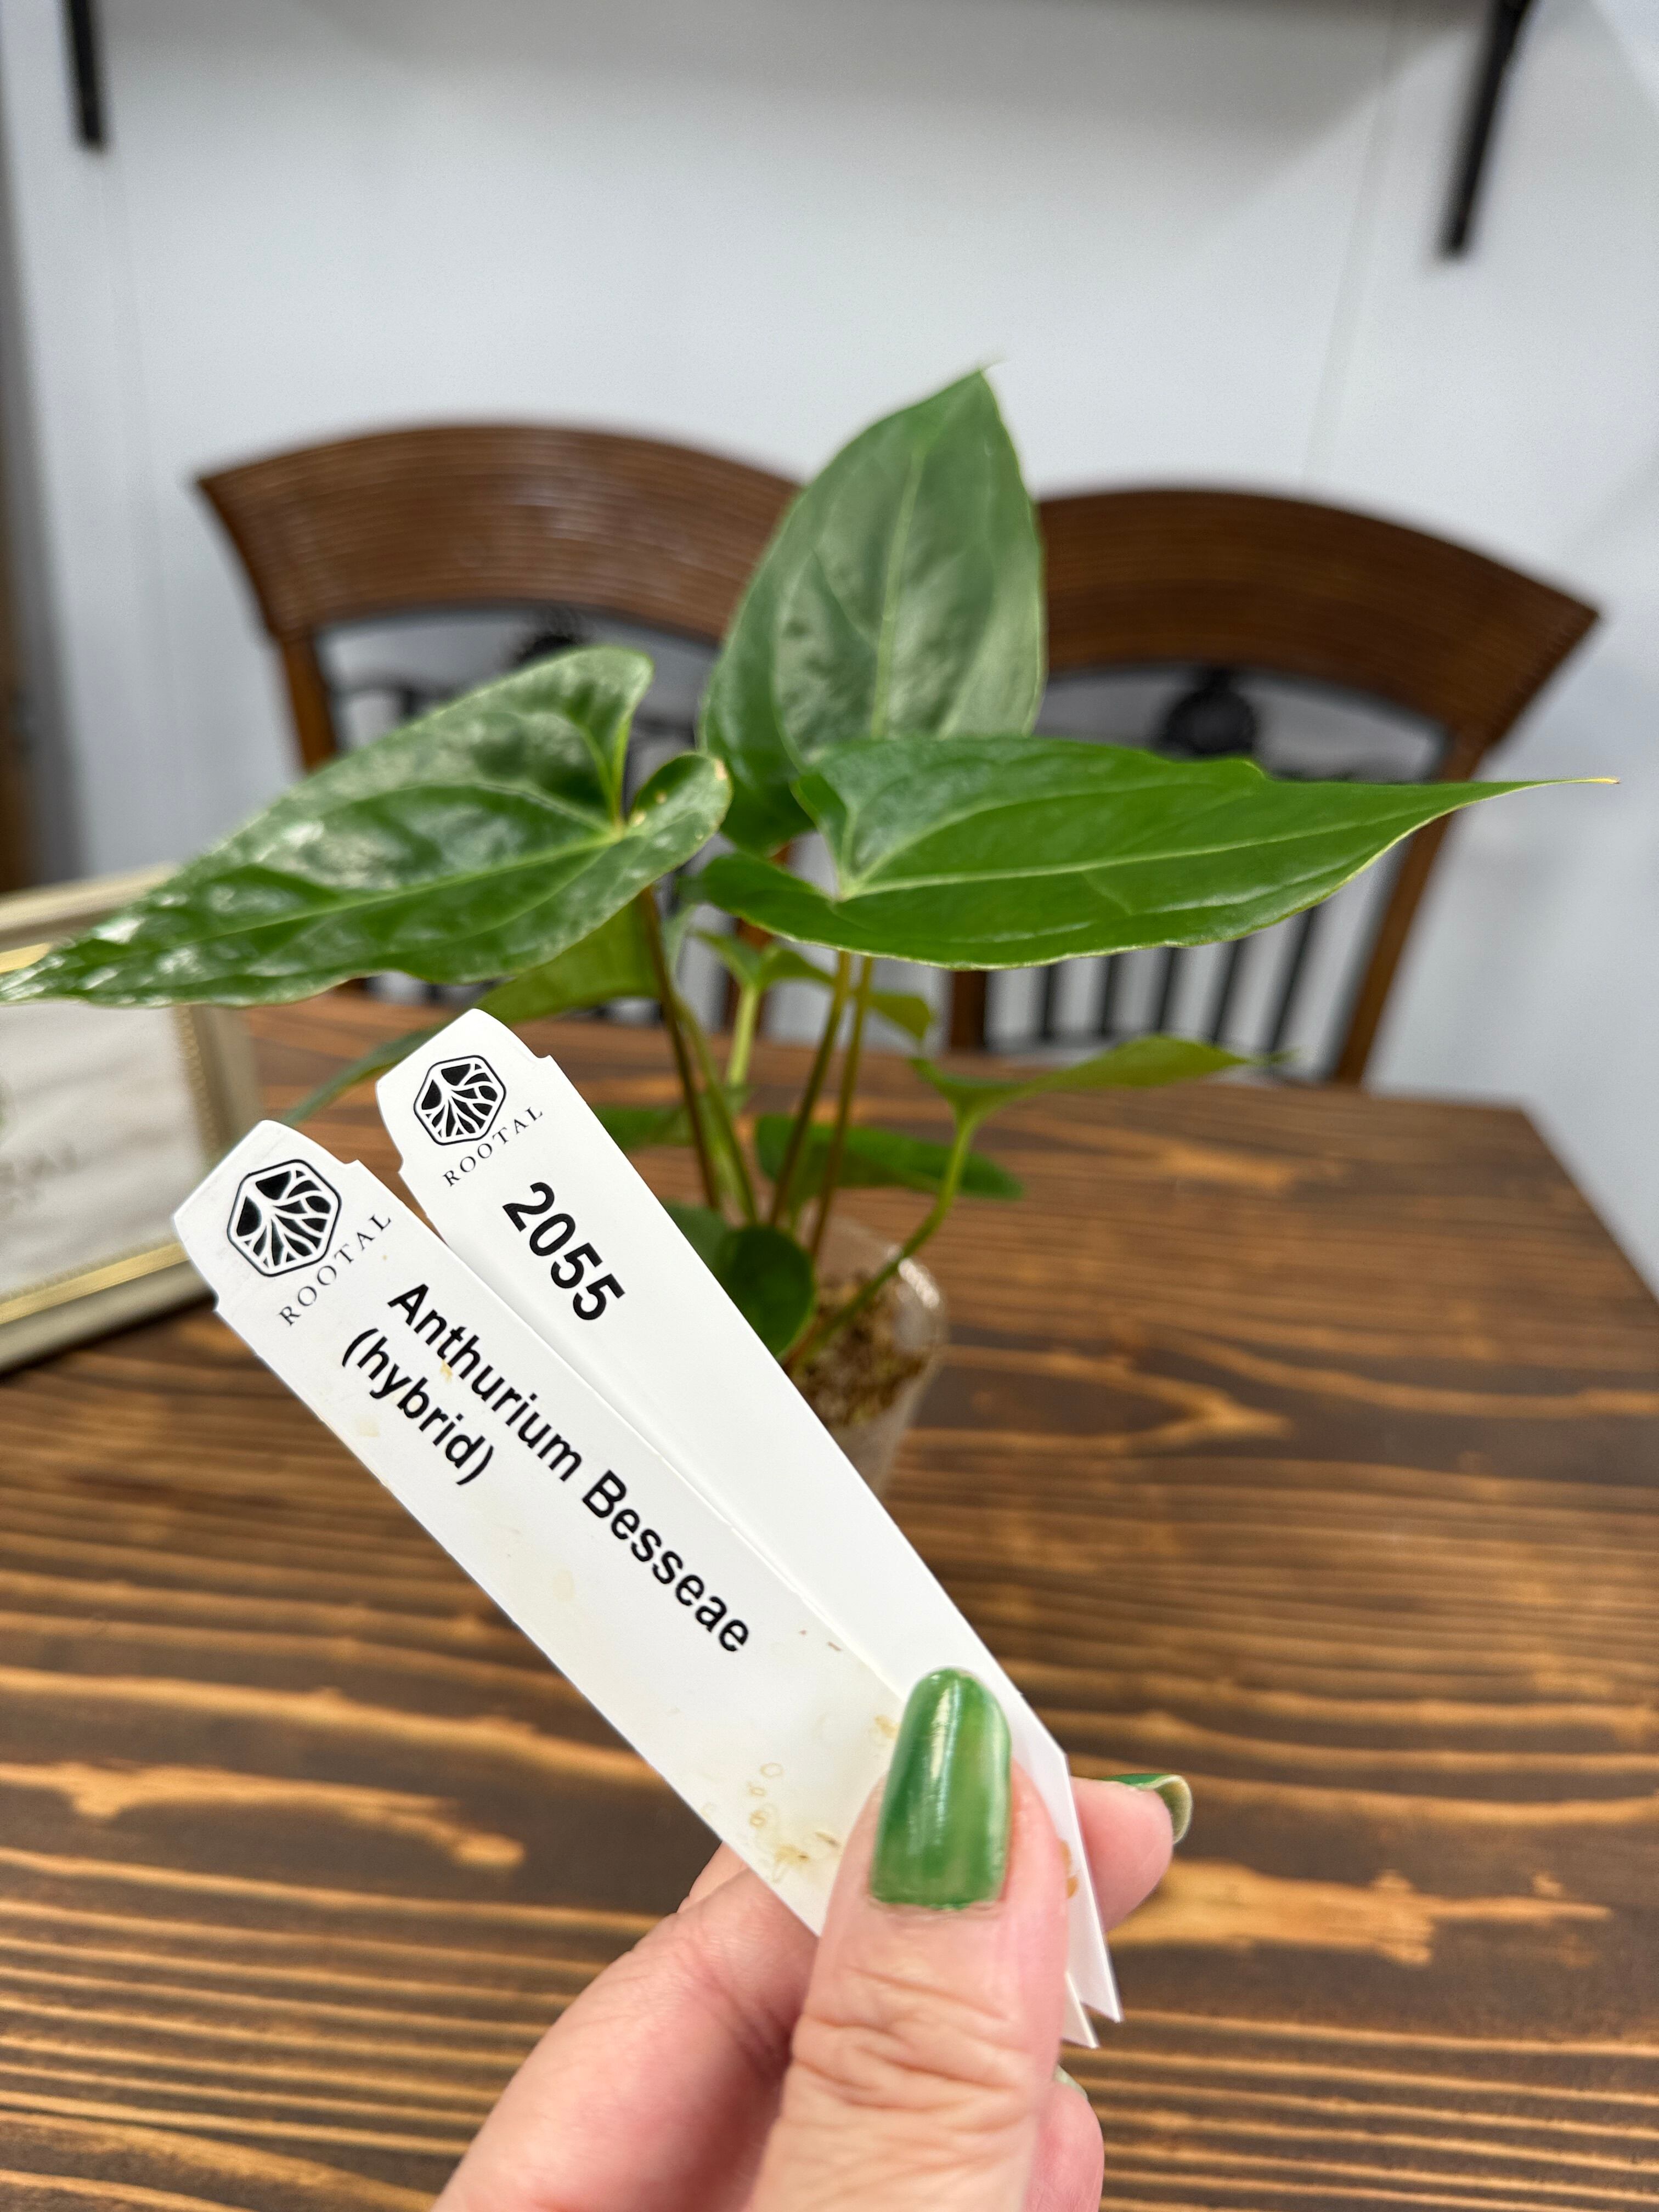 ROOTAL
2055
ROOTAL
Anthurium Besseae
(hybrid)